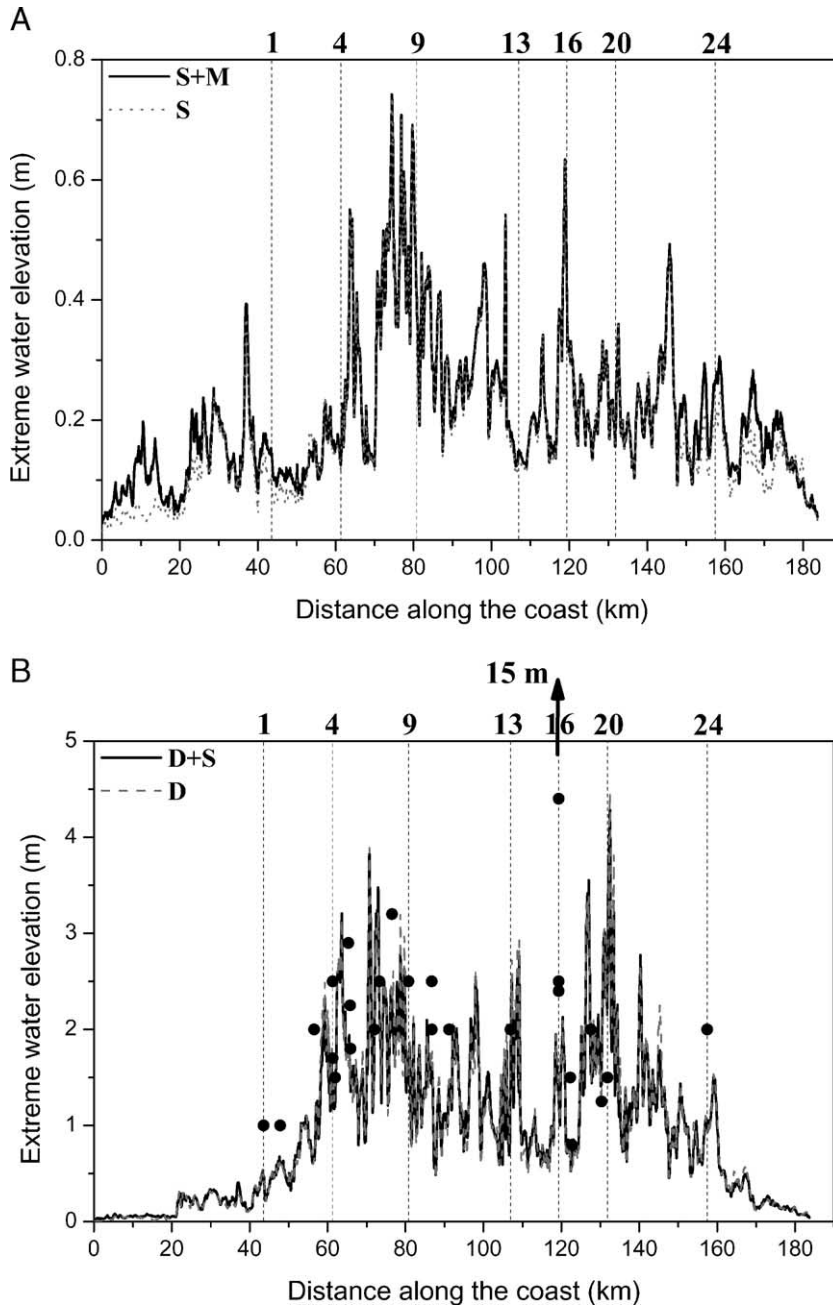 A
1 4 9 13 16 20 24
0.8
S+M
S
0.6
0.4
0.2
0.0
Extreme water elevation (m)
0 20 40 60 80 100 120 140 160 180
Distance along the coast (km)
B
15 m
1 4 9 13 16 20 24
5
D+S
D
4
3
2
1
0
Extreme water elevation (m)
0 20 40 60 80 100 120 140 160 180
Distance along the coast (km)